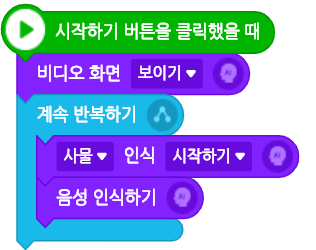 시작하기 버튼을 클릭했을 때
비디오 화면 보이기
계속 반복하기
사물 인식 시작하기
음성 인식하기